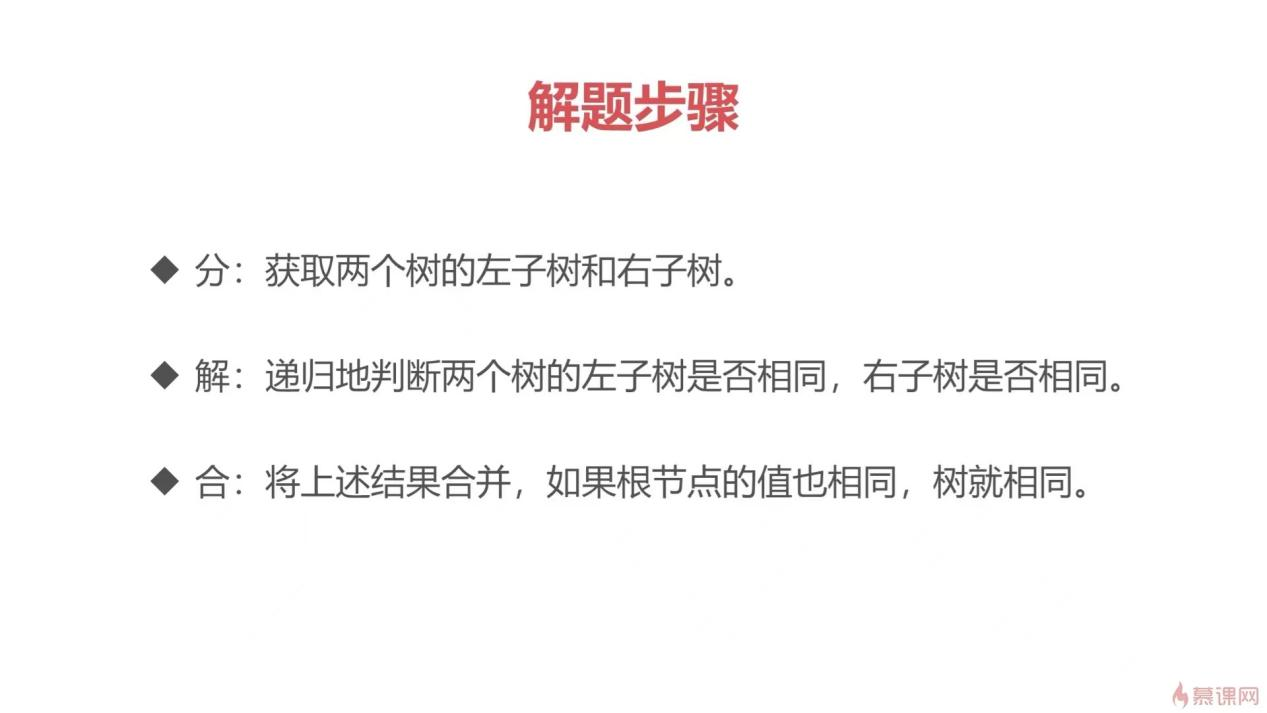 解题步骤
◆ 分：获取两个树的左子树和右子树。
◆ 解：递归地判断两个树的左子树是否相同，右子树是否相同。
◆ 合：将上述结果合并，如果根节点的值也相同，树就相同。
慕课网